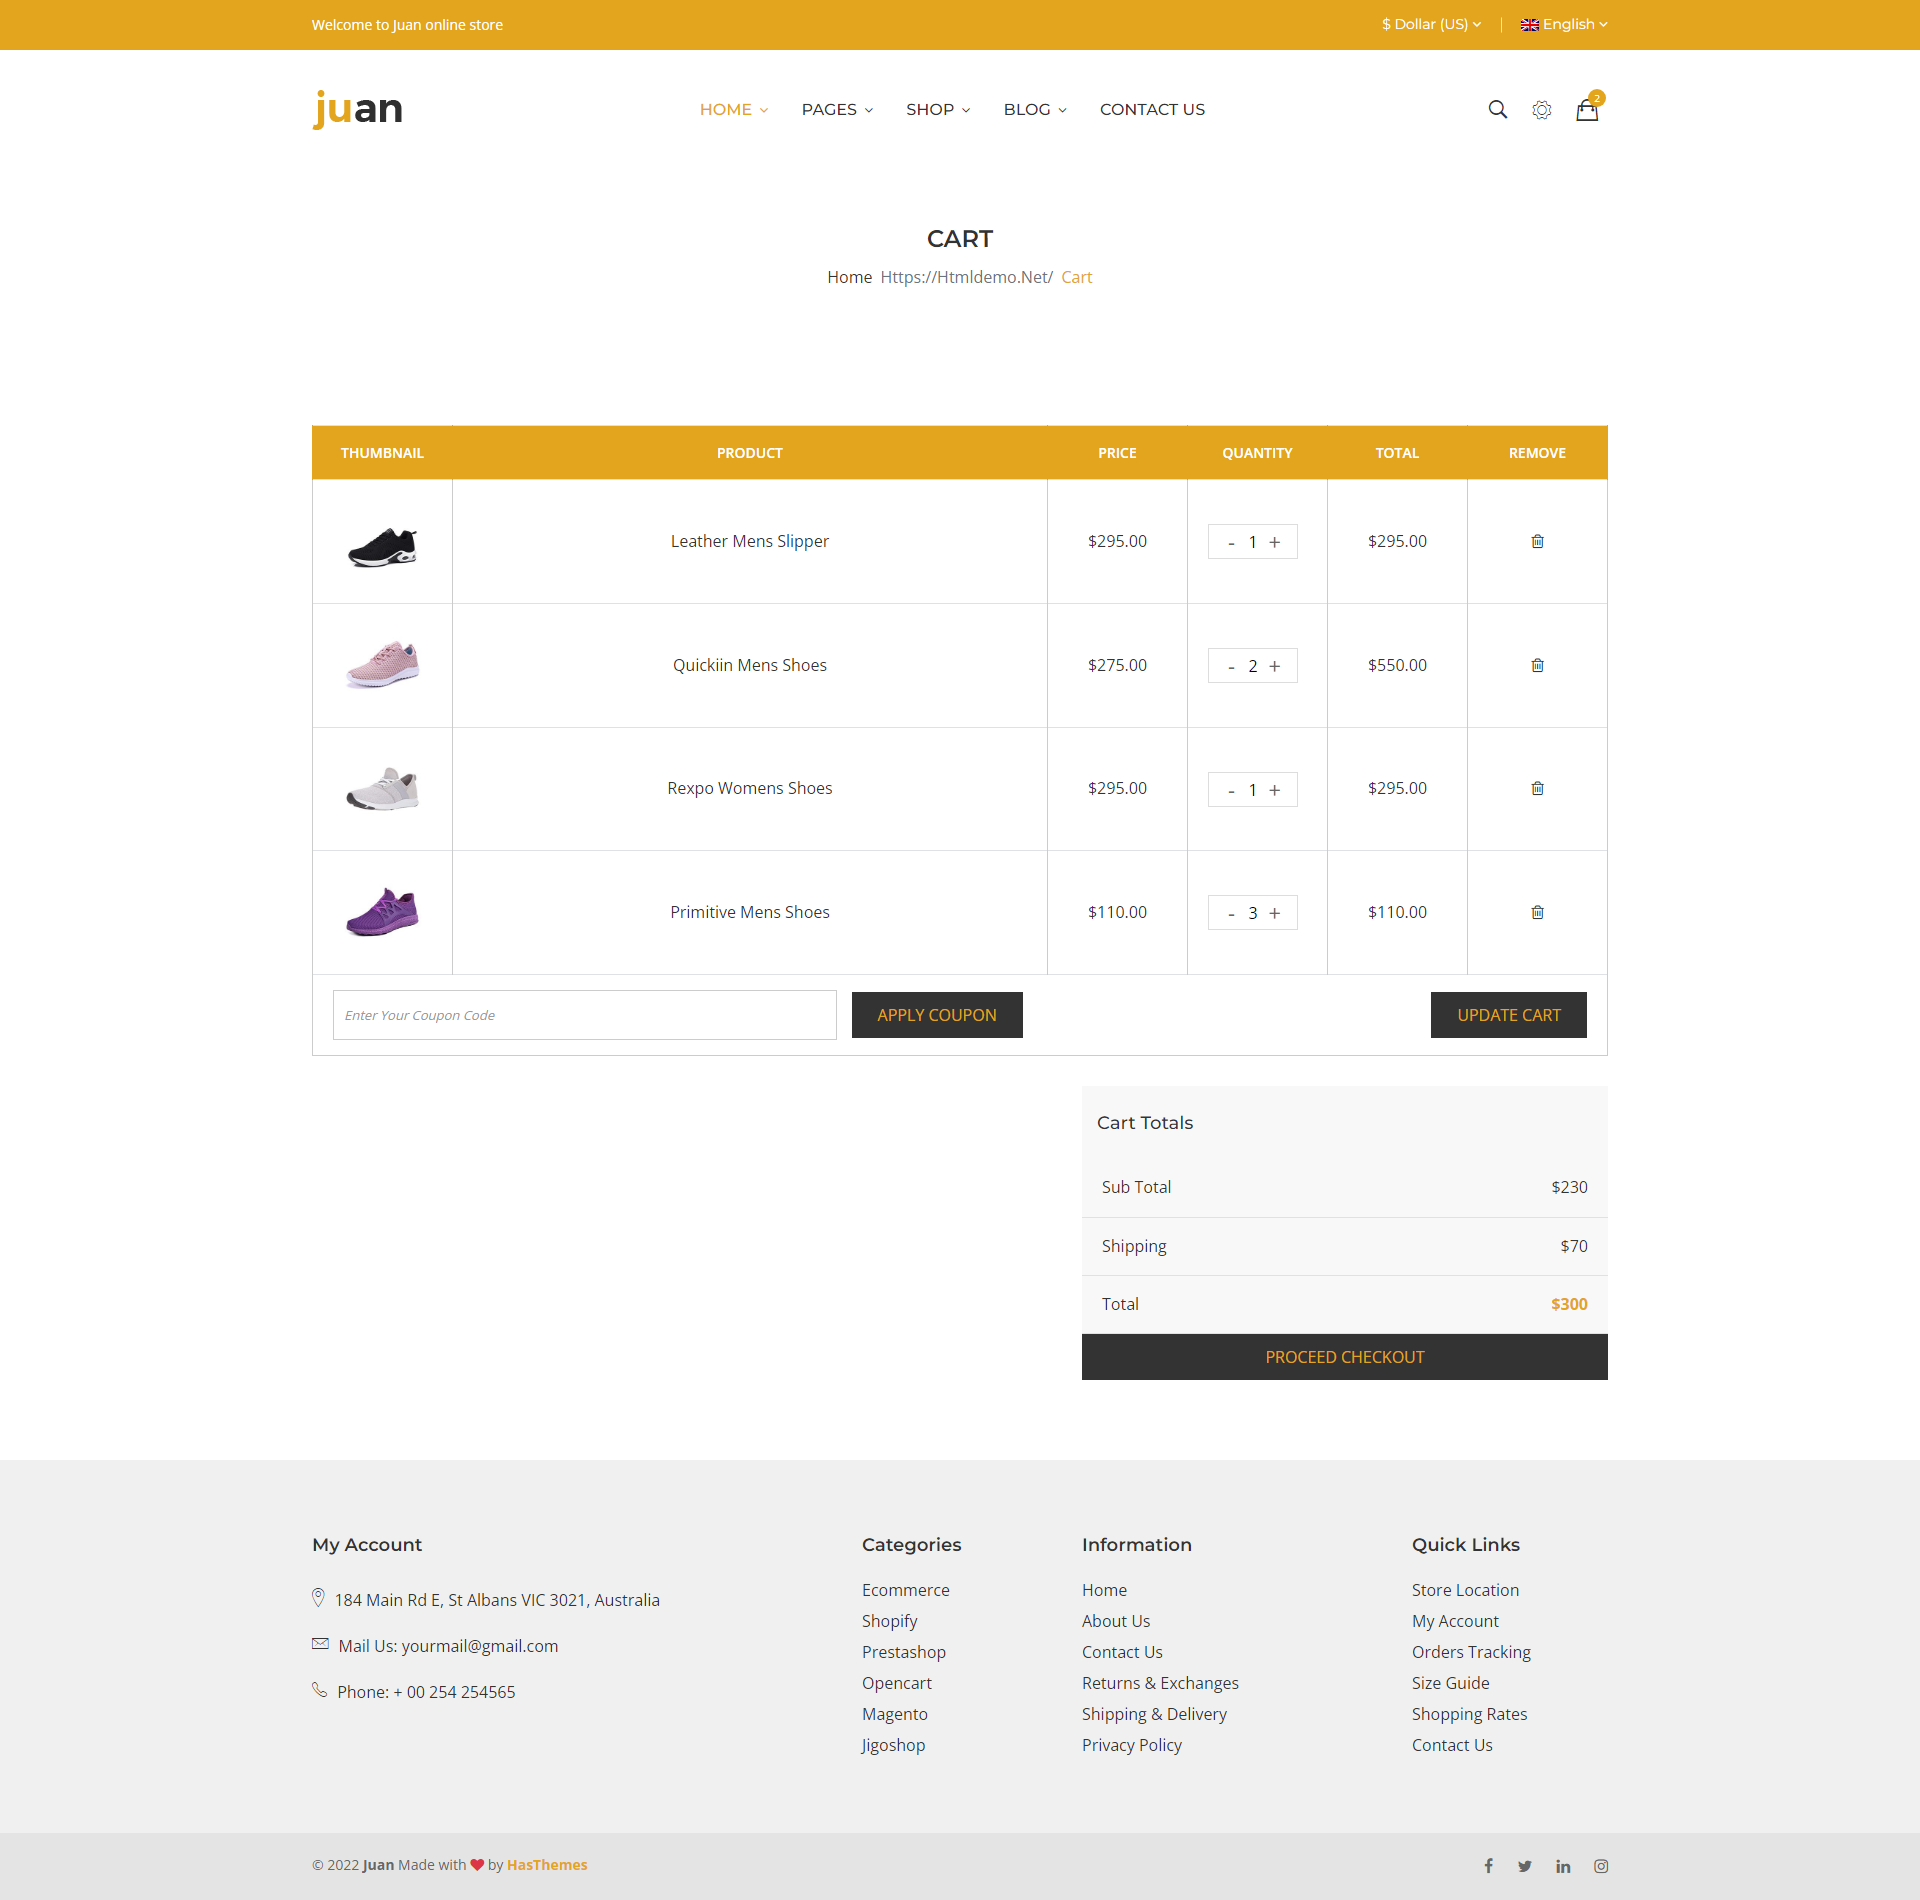 Welcome to Juan online store
$ Dollar (US)
English
juan
HOME PAGES SHOP BLOG CONTACT US
2
CART
Home Https://Htmldemo.Net/ Cart
THUMBNAIL PRODUCT PRICE QUANTITY TOTAL REMOVE
Leather Mens Slipper $295.00 - 1 + $295.00
Quickiin Mens Shoes $275.00 - 2 + $550.00
Rexpo Womens Shoes $295.00 - 1 + $295.00
Primitive Mens Shoes $110.00 - 3 + $110.00
Enter Your Coupon Code APPLY COUPON UPDATE CART
Cart Totals
Sub Total $230
Shipping $70
Total $300
PROCEED CHECKOUT
My Account
184 Main Rd E, St Albans VIC 3021, Australia
Mail Us: yourmail@gmail.com
Phone: + 00 254 254565
Categories
Ecommerce
Shopify
Prestashop
Opencart
Magento
Jigoshop
Information
Home
About Us
Contact Us
Returns & Exchanges
Shipping & Delivery
Privacy Policy
Quick Links
Store Location
My Account
Orders Tracking
Size Guide
Shopping Rates
Contact Us
© 2022 Juan Made with ❤ by HasThemes